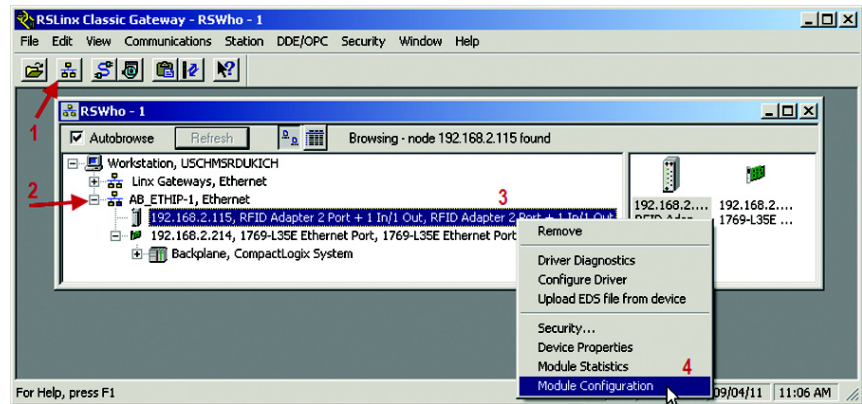 RSLinx Classic Gateway - RSWho - 1
File Edit View Communications Station DDE/OPC Security Window Help
1
RSWho - 1
Autobrowse Refresh Browsing - node 192.168.2.115 found
Workstation, USCHMSRDUKICH
Linx Gateways, Ethernet
2
AB_ETHIP-1, Ethernet
3
192.168.2.115, RFID Adapter 2 Port + 1 In/1 Out, RFID Adapter 2 Port + 1 In/1 Out
192.168.2.214, 1769-L35E Ethernet Port, 1769-L35E Ethernet Port
Backplane, CompactLogix System
192.168.2.... 192.168.2....
RFID Adap... 1769-L35E ...
Remove
Driver Diagnostics
Configure Driver
Upload EDS file from device
Security...
Device Properties
Module Statistics
4
Module Configuration
For Help, press F1
09/04/11 11:06 AM